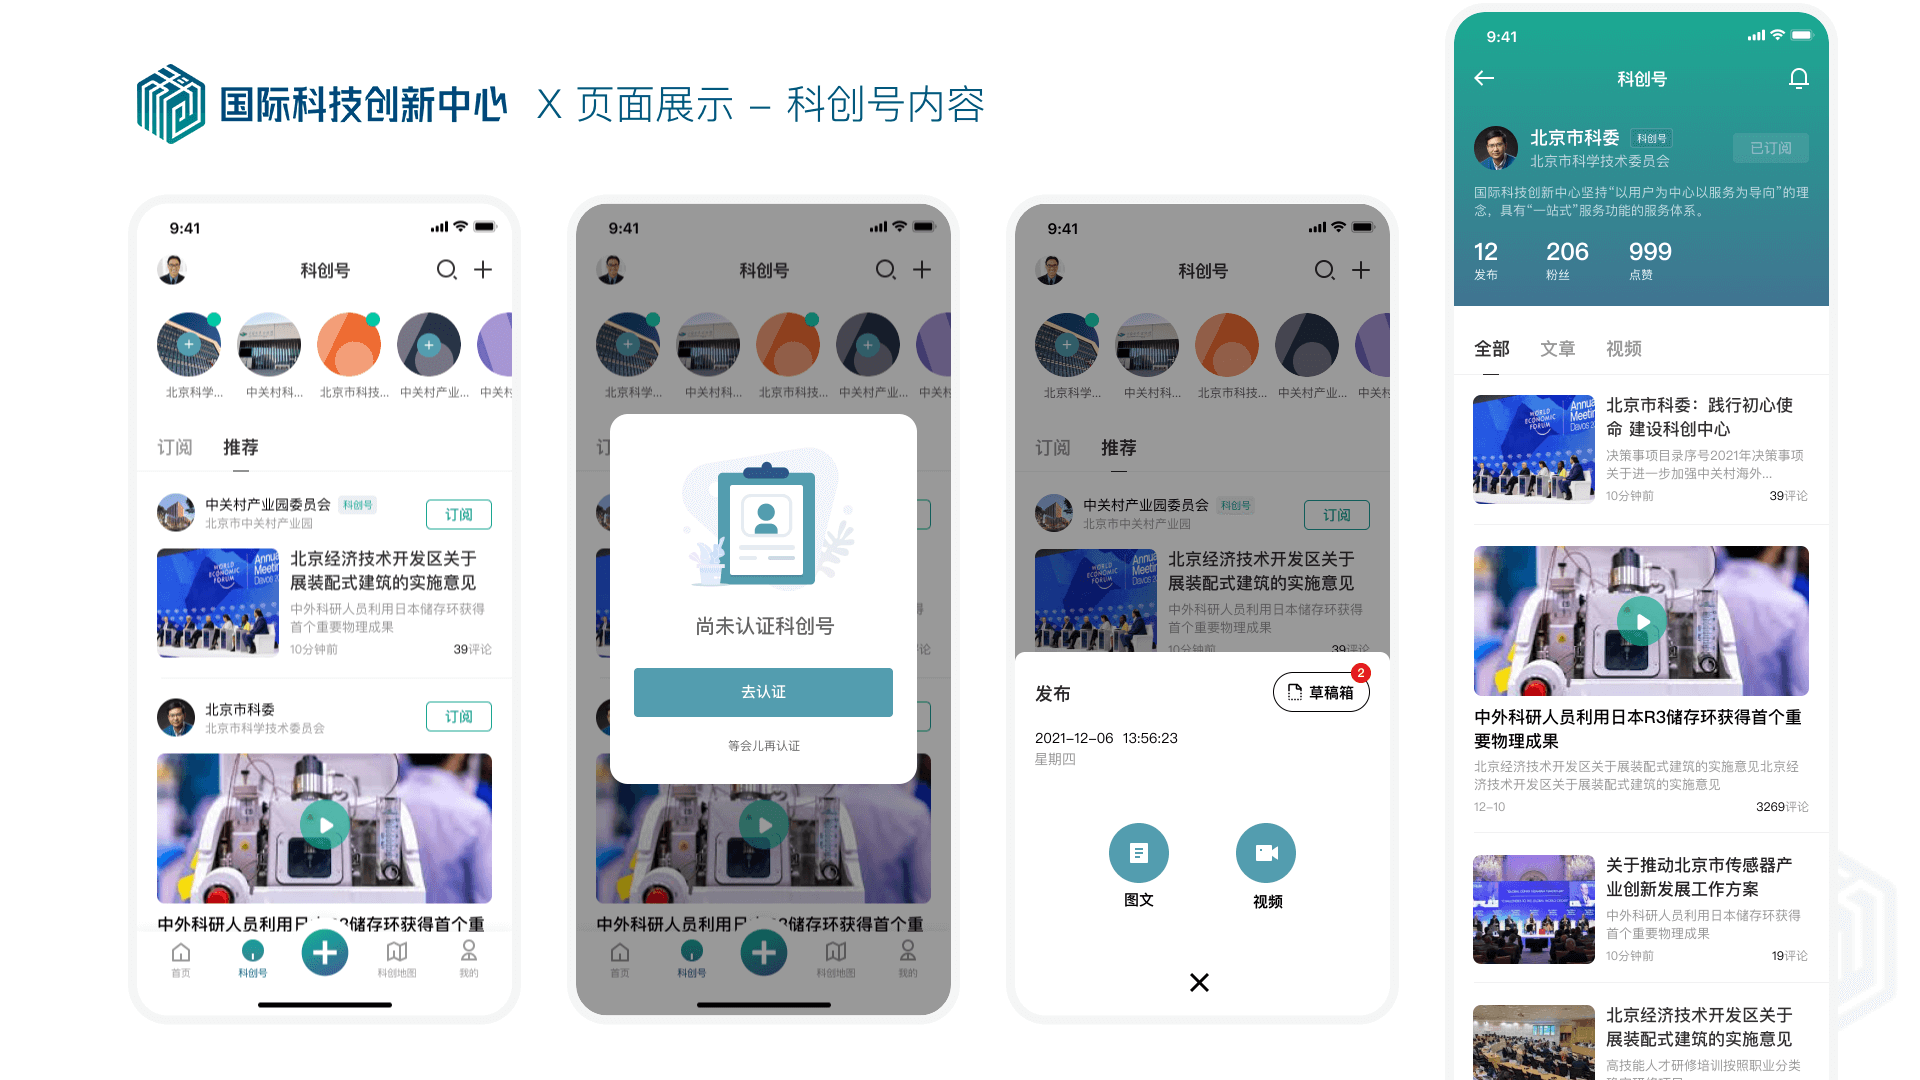 国际科技创新中心 X 页面展示 – 科创号内容
9:41
科创号
北京科学...
中关村科...
北京市科技...
中关村产业...
中关村
订阅
推荐
中关村产业园委员会 科创号
北京市中关村产业园
订阅
WORLD
ECONOMIC
FORUM
Annua
Meetin
Davos 2
北京经济技术开发区关于
展装配式建筑的实施意见
中外科研人员利用日本储存环获得
首个重要物理成果
10分钟前
39评论
北京市科委
北京市科学技术委员会
订阅
中外科研人员利用日 3储存环获得首个重
首页
科创号
科创地图
我的
9:41
科创号
北京科学...
中关村科...
北京市科技...
中关村产业...
中关村
尚未认证科创号
去认证
等会儿再认证
中外科研人员利用日 3储存环获得首个重
首页
科创号
科创地图
我的
9:41
科创号
北京科学...
中关村科...
北京市科技...
中关村产业...
中关村
订阅
推荐
中关村产业园委员会 科创号
北京市中关村产业园
订阅
WORLD
ECONOMIC
FORUM
Annua
Meetin
Davos 2
北京经济技术开发区关于
展装配式建筑的实施意见
中外科研人员利用日本储存环获得
首个重要物理成果
10分钟前
39评论
发布
草稿箱
2
2021–12–06 13:56:23
星期四
图文
视频
9:41
科创号
北京市科委 科创号
北京市科学技术委员会
已订阅
国际科技创新中心坚持“以用户为中心以服务为导向”的理
念，具有“一站式”服务功能的服务体系。
12
发布
206
粉丝
999
点赞
全部
文章
视频
WORLD
ECONOMIC
FORUM
Annua
Meetin
Davos 2
北京市科委：践行初心使
命 建设科创中心
决策事项目录序号2021年决策事项
关于进一步加强中关村海外...
10分钟前
39评论
中外科研人员利用日本R3储存环获得首个重
要物理成果
北京经济技术开发区关于展装配式建筑的实施意见北京经
济技术开发区关于展装配式建筑的实施意见
12–10
3269评论
关于推动北京市传感器产
业创新发展工作方案
中外科研人员利用日本储存环获得
首个重要物理成果
10分钟前
19评论
北京经济技术开发区关于
展装配式建筑的实施意见
高技能人才研修培训按照职业分类